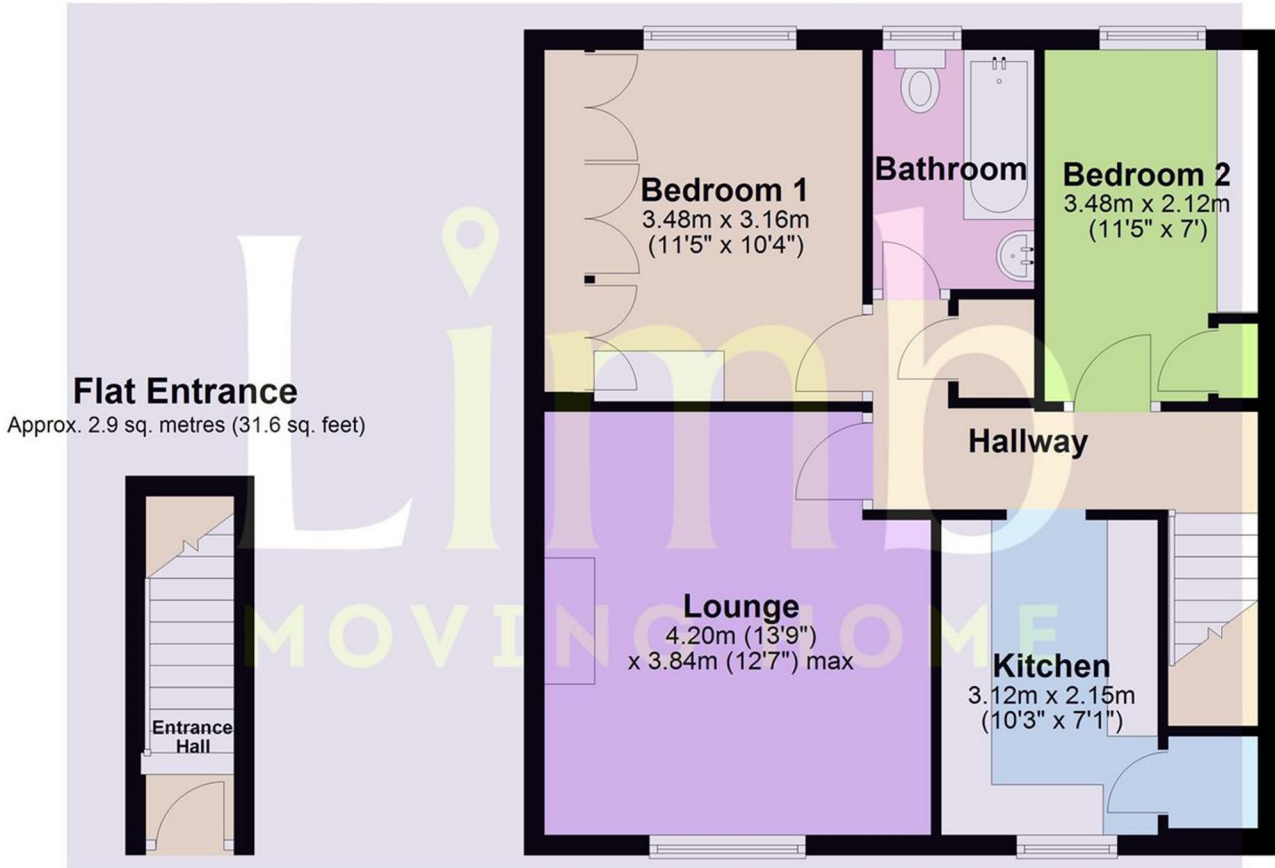 Bedroom 1
3.48m x 3.16m
(11'5" x 10'4")
Bathroom
Bedroom 2
3.48m x 2.12m
(11'5" x 7')
Flat Entrance
Approx. 2.9 sq. metres (31.6 sq. feet)
Hallway
Limb
MOVING HOME
Lounge
4.20m (13'9")
x 3.84m (12'7") max
Kitchen
3.12m x 2.15m
(10'3" x 7'1")
Entrance
Hall